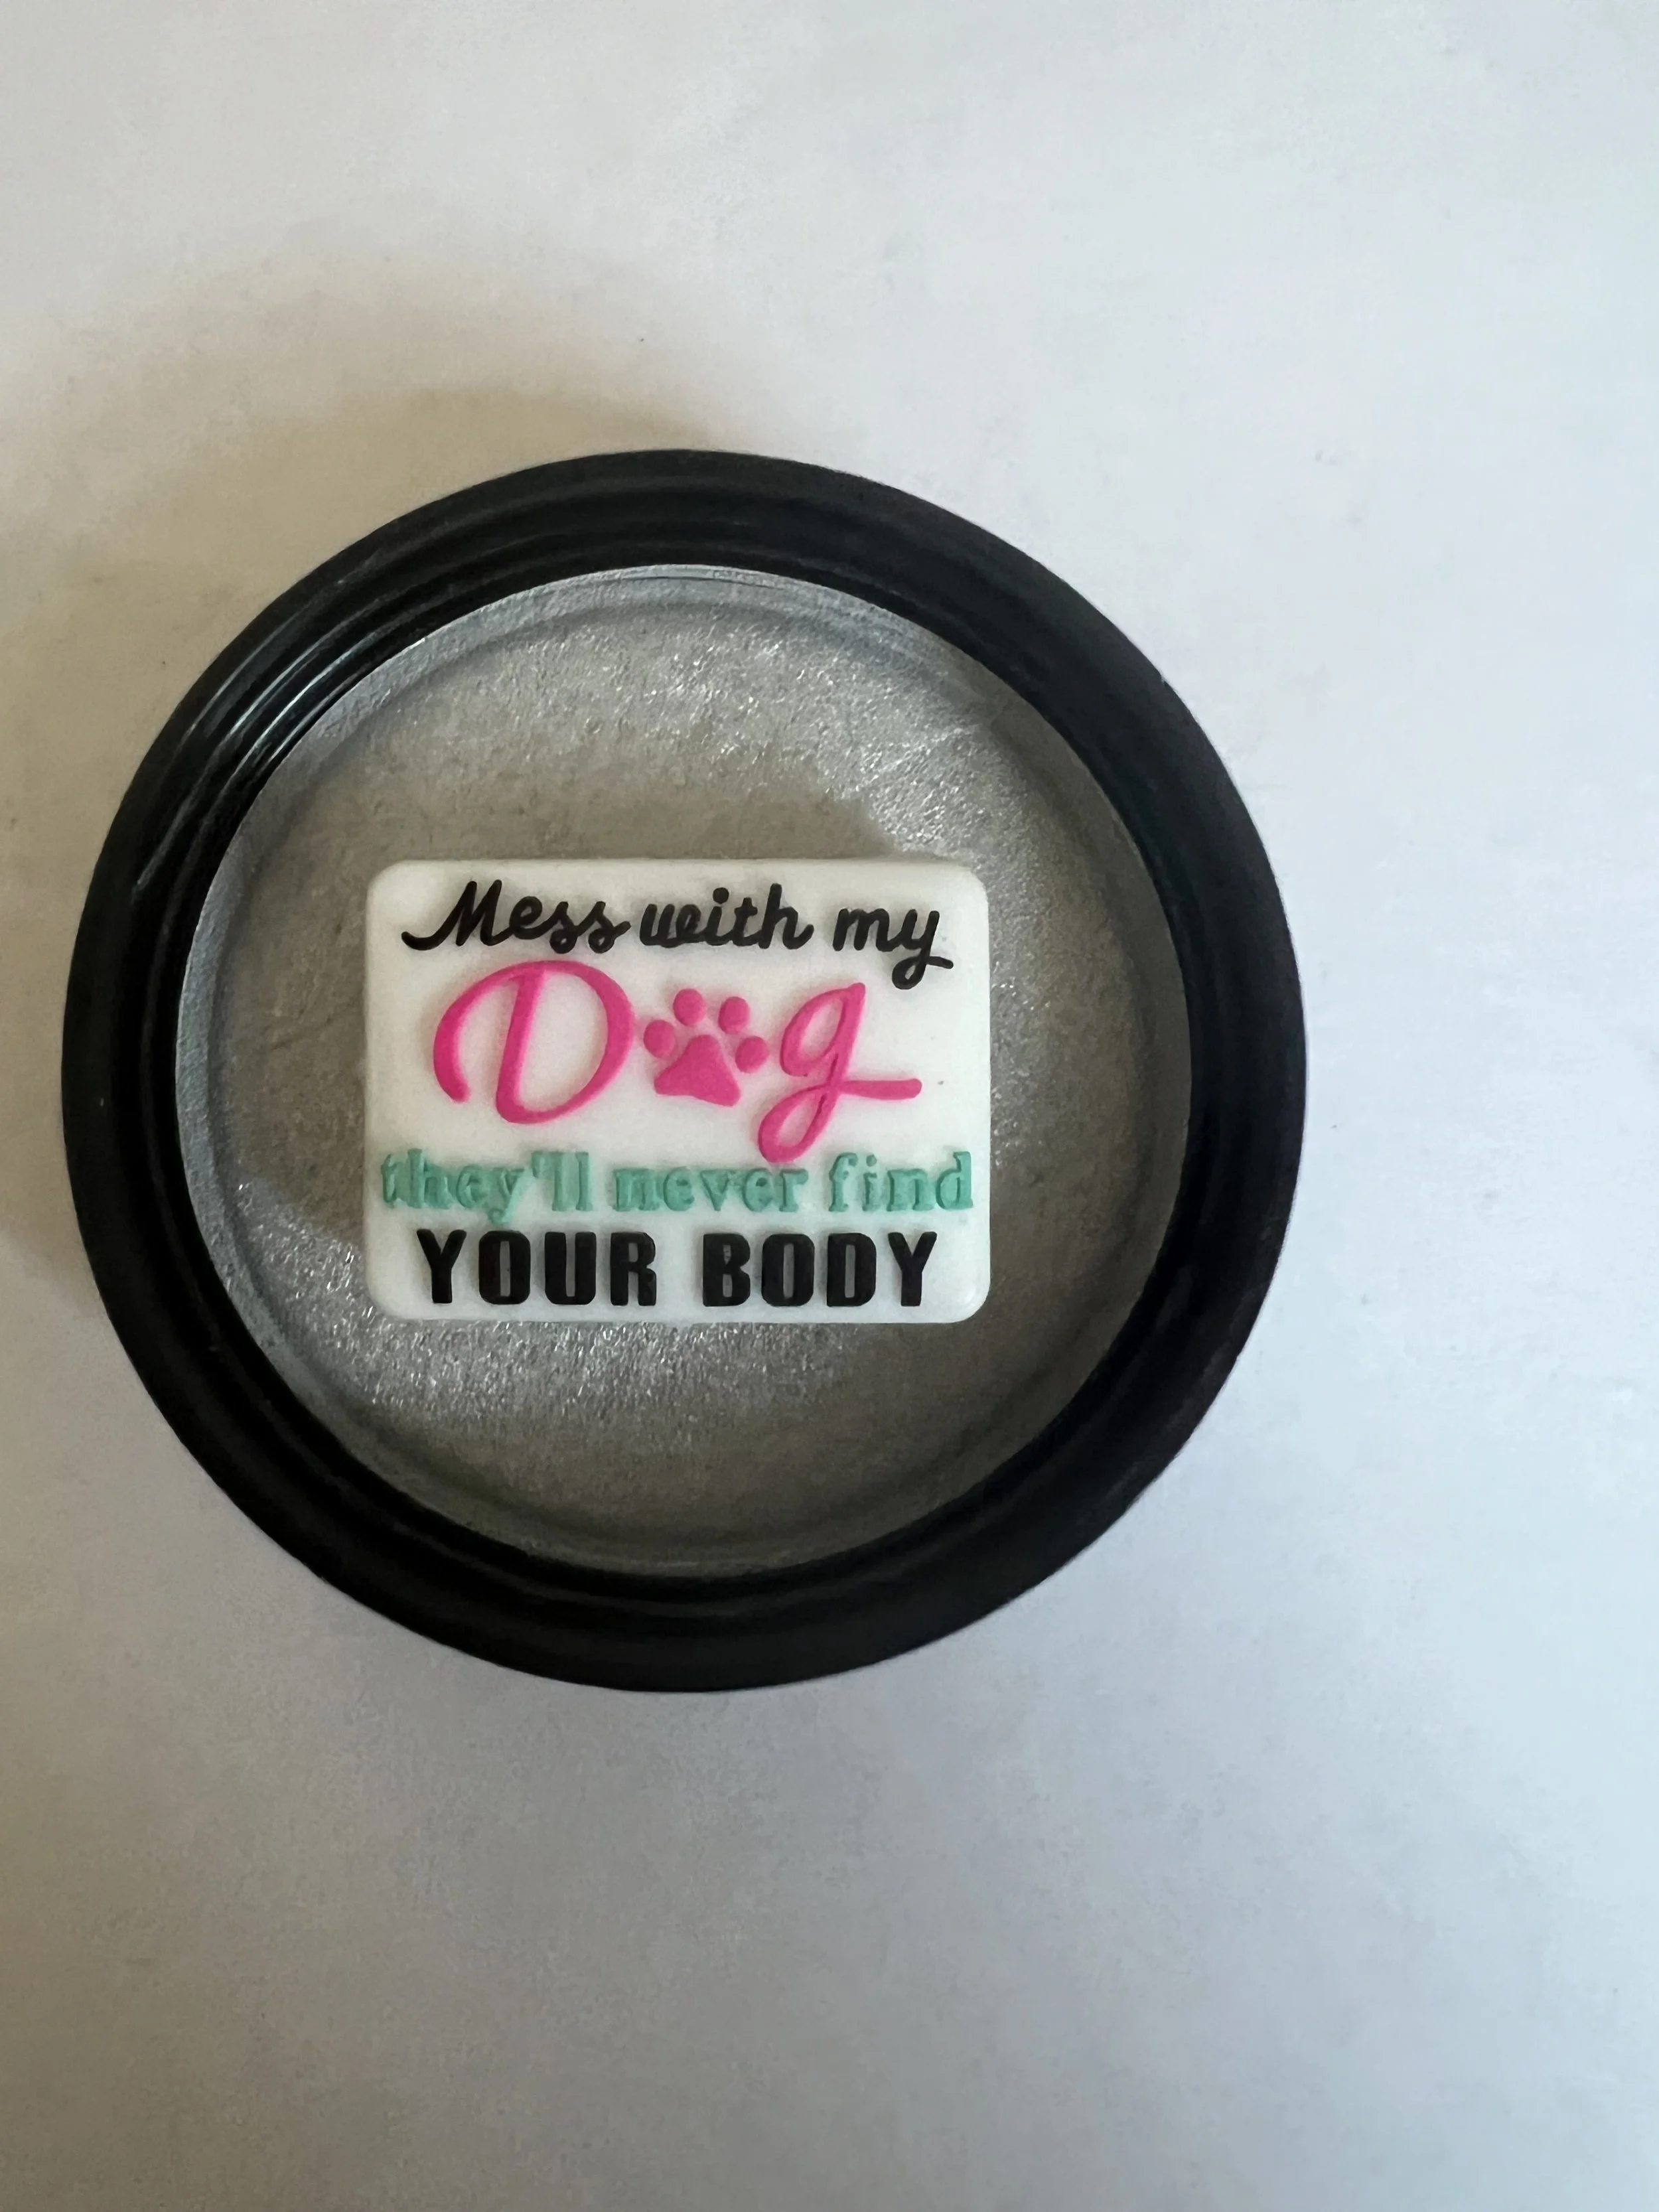 Mess with my
Dog
they'll never find
YOUR BODY